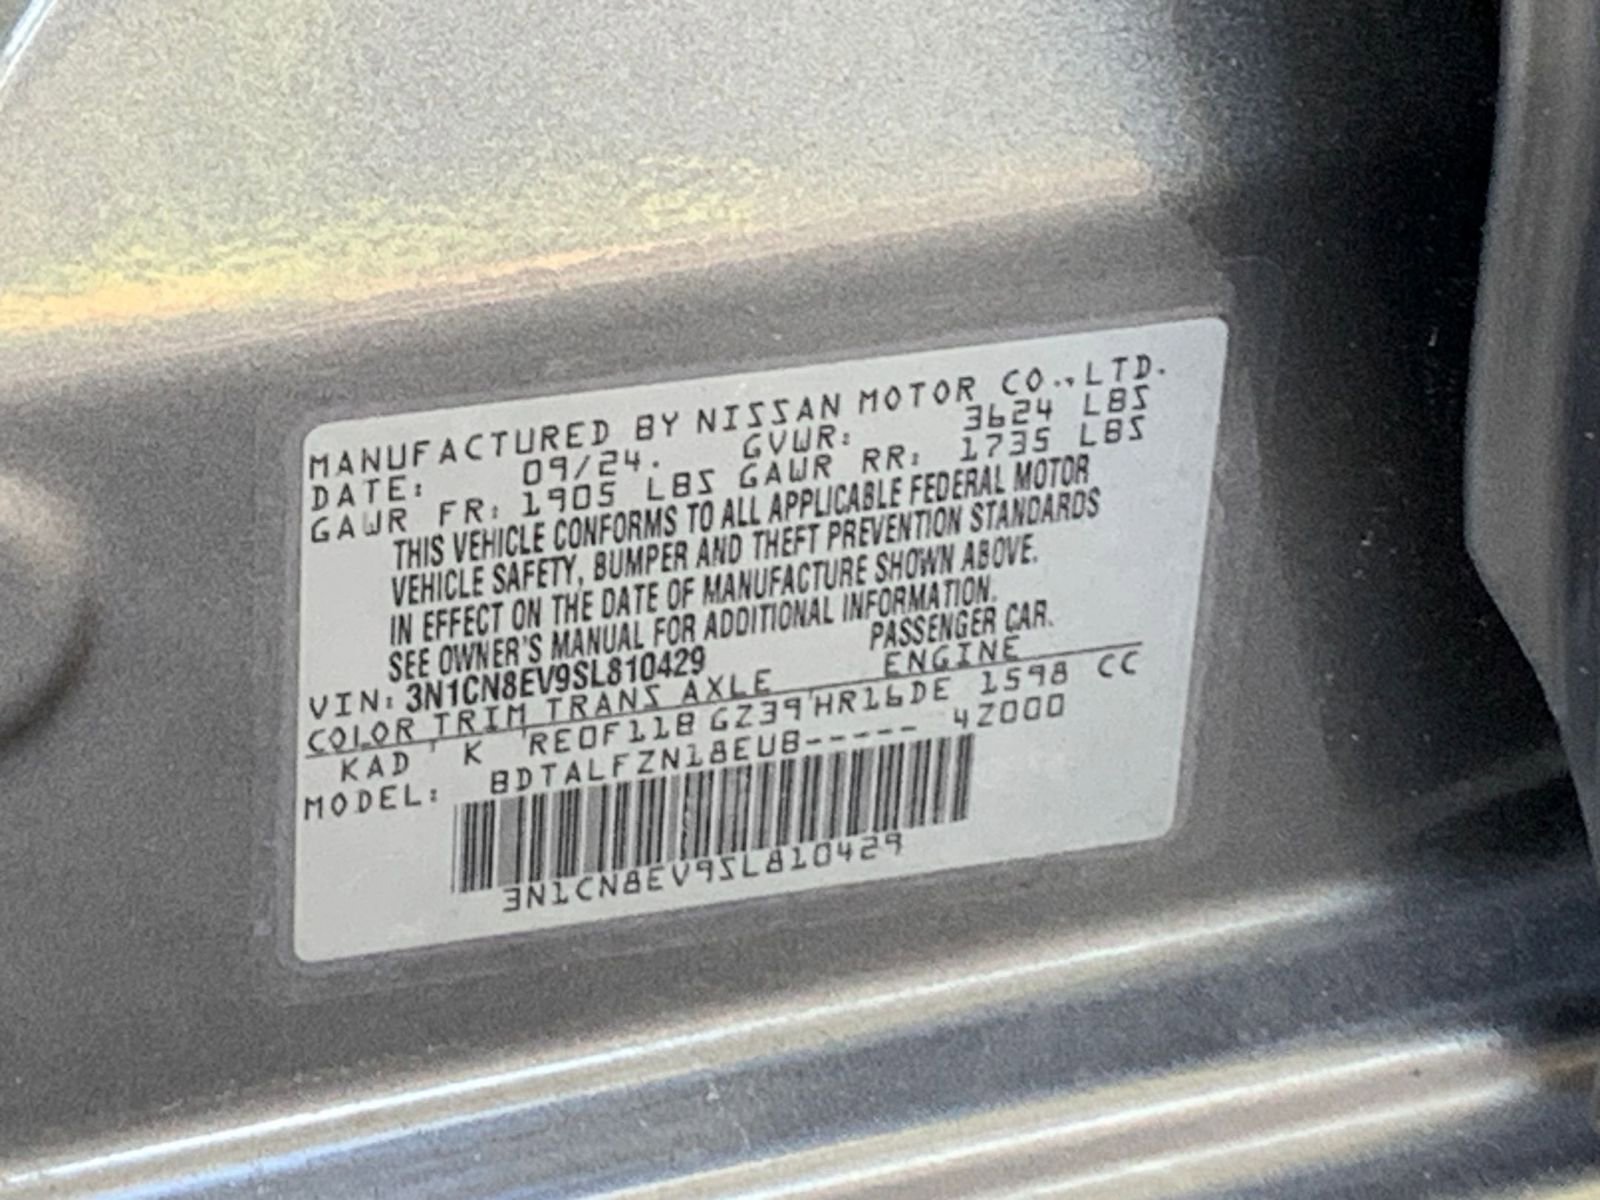 MANUFACTURED BY NISSAN MOTOR CO.,LTD.
DATE: 09/24. GVWR: 3624 LBS
GAWR FR: 1905 LBS GAWR RR: 1735 LBS
THIS VEHICLE CONFORMS TO ALL APPLICABLE FEDERAL MOTOR
VEHICLE SAFETY, BUMPER AND THEFT PREVENTION STANDARDS
IN EFFECT ON THE DATE OF MANUFACTURE SHOWN ABOVE.
SEE OWNER'S MANUAL FOR ADDITIONAL INFORMATION.
VIN: 3N1CN8EV9SL810429 PASSENGER CAR.
COLOR TRIM TRANS AXLE ENGINE
KAD K RE0F11B GZ39 HR16DE 1598 CC
MODEL: BDTALFZN18EUB----- 4Z000
3N1CN8EV9SL810429